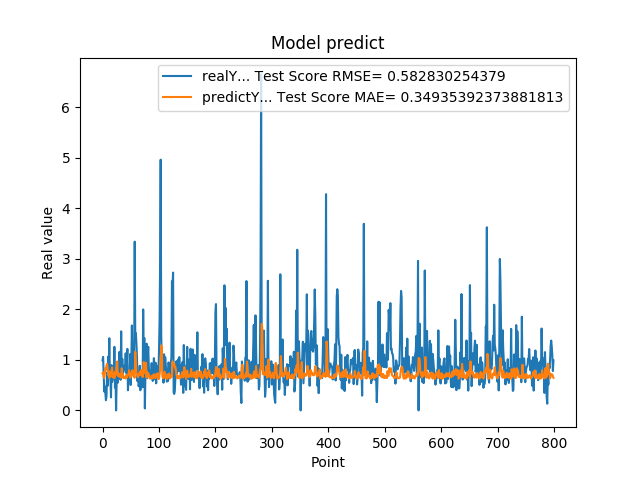 Model predict
realY... Test Score RMSE= 0.582830254379
predictY... Test Score MAE= 0.34935392373881813
Real value
6
5
4
3
2
1
0
0 100 200 300 400 500 600 700 800
Point